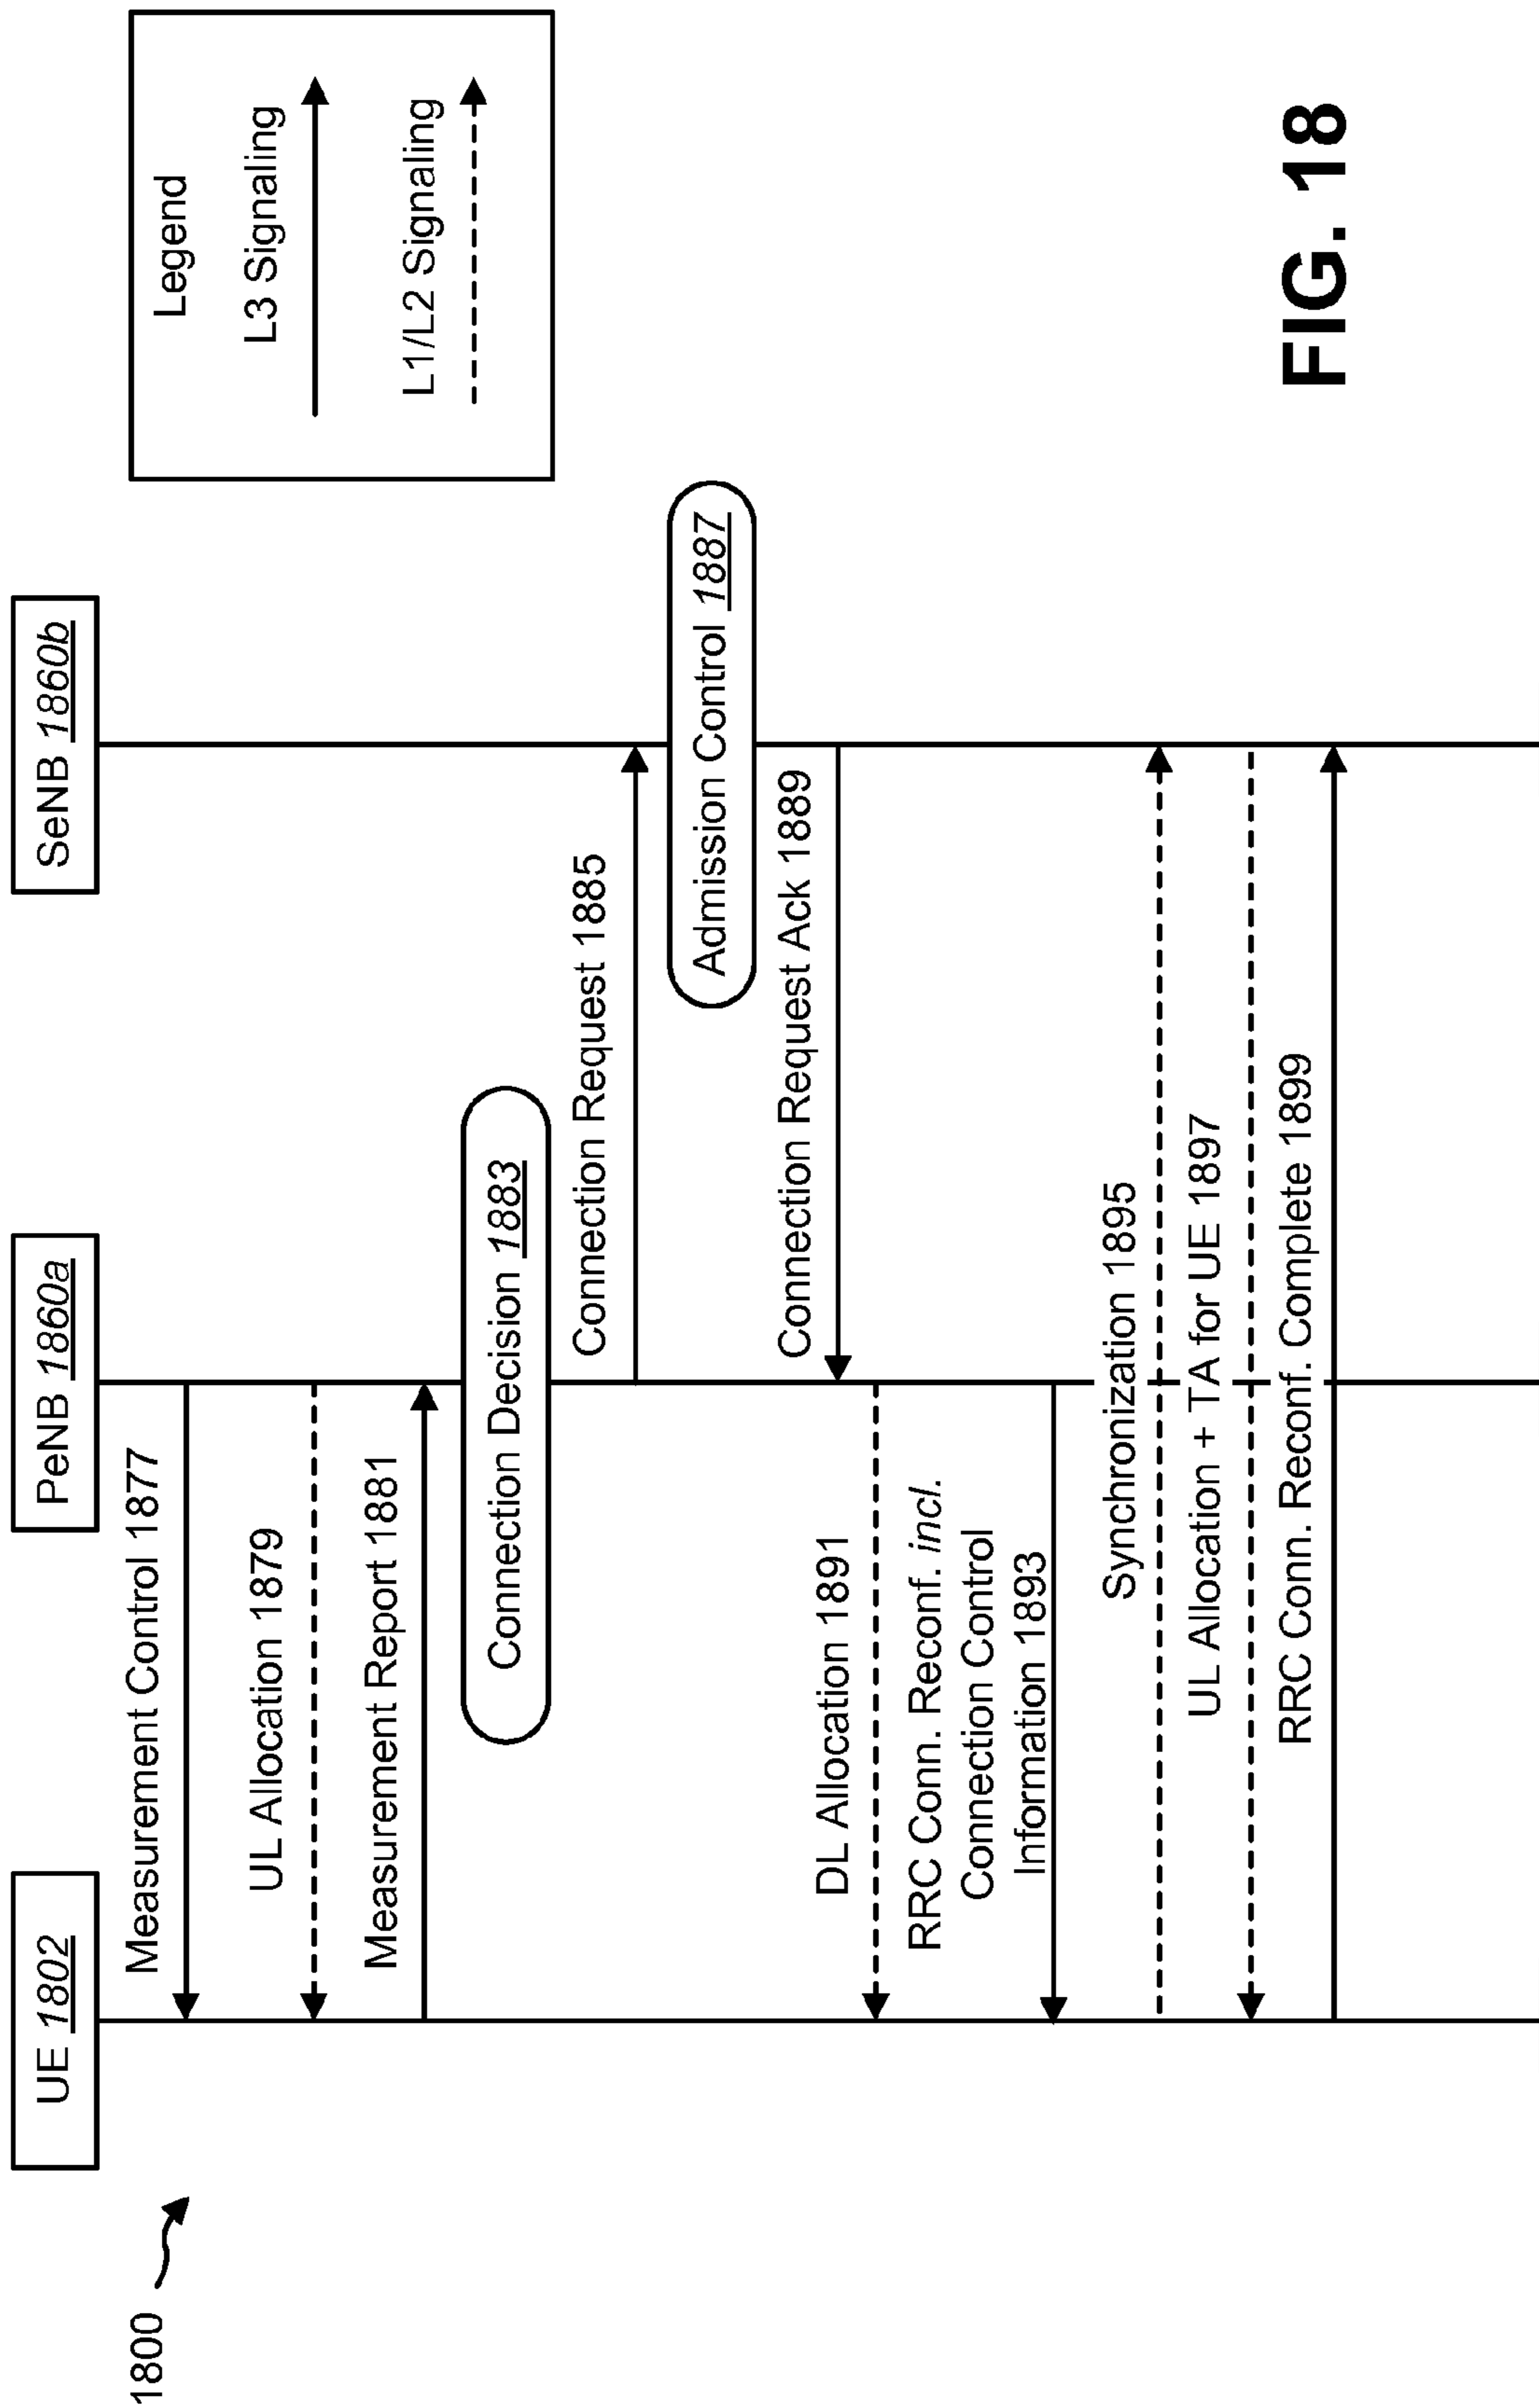 1800
UE 1802
PeNB 1860a
SeNB 1860b
Legend
L3 Signaling
L1/L2 Signaling
Measurement Control 1877
UL Allocation 1879
Measurement Report 1881
Connection Decision 1883
Connection Request 1885
Admission Control 1887
Connection Request Ack 1889
DL Allocation 1891
RRC Conn. Reconf. incl.
Connection Control
Information 1893
Synchronization 1895
UL Allocation + TA for UE 1897
RRC Conn. Reconf. Complete 1899
FIG. 18